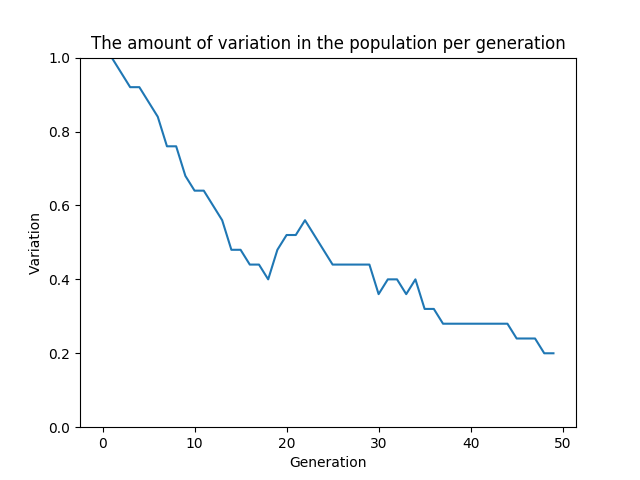 The amount of variation in the population per generation
1.0
0.8
0.6
0.4
0.2
0.0
Variation
0 10 20 30 40 50
Generation